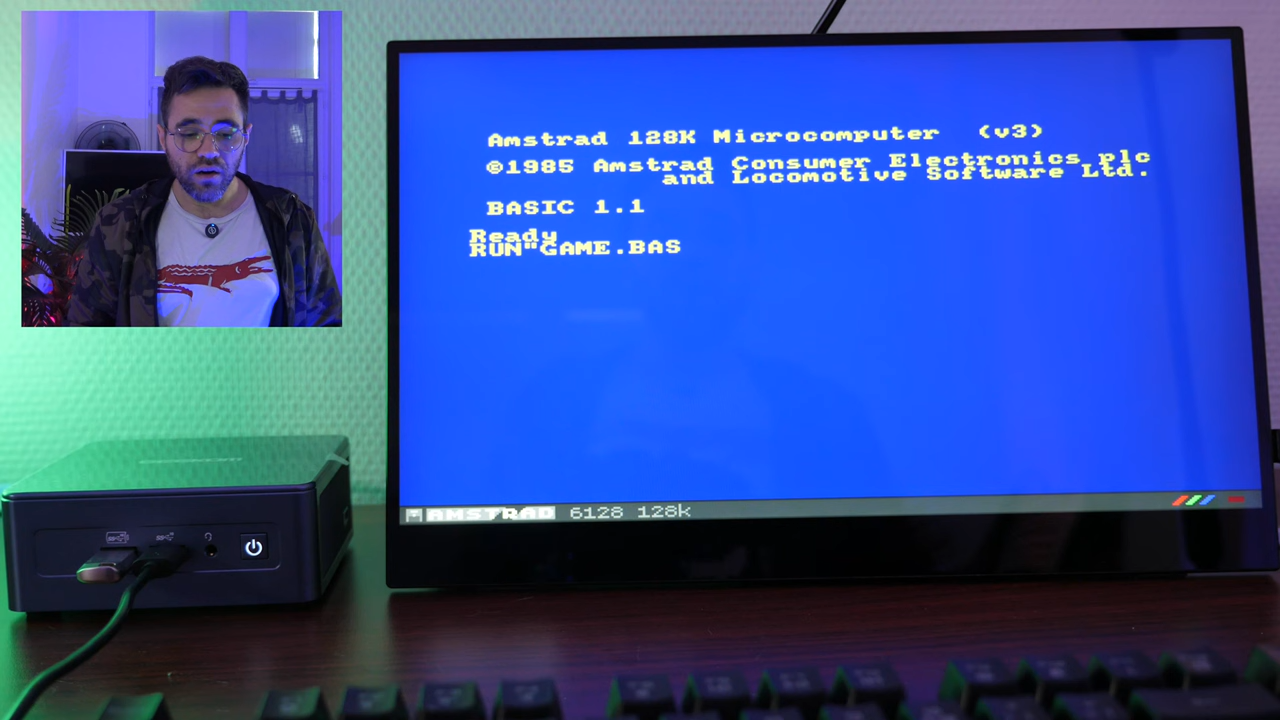 Amstrad 128K Microcomputer (v3)
©1985 Amstrad Consumer Electronics plc
and Locomotive Software Ltd.
BASIC 1.1
Ready
RUN"GAME.BAS
AMSTRAD 6128 128k